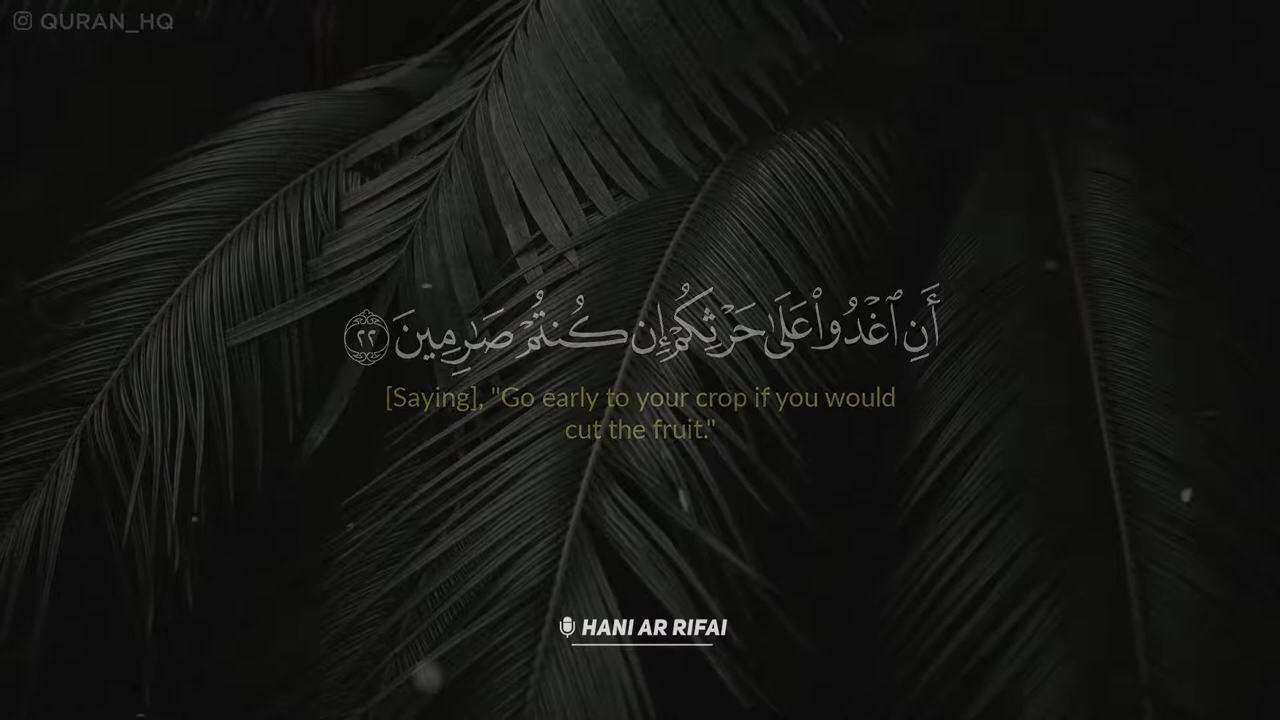 QURAN_HQ
أَنِ ٱغْدُوا۟ عَلَىٰ حَرْثِكُمْ إِن كُنتُمْ صَٰرِمِينَ ٢٢
[Saying], "Go early to your crop if you would
cut the fruit."
HANI AR RIFAI